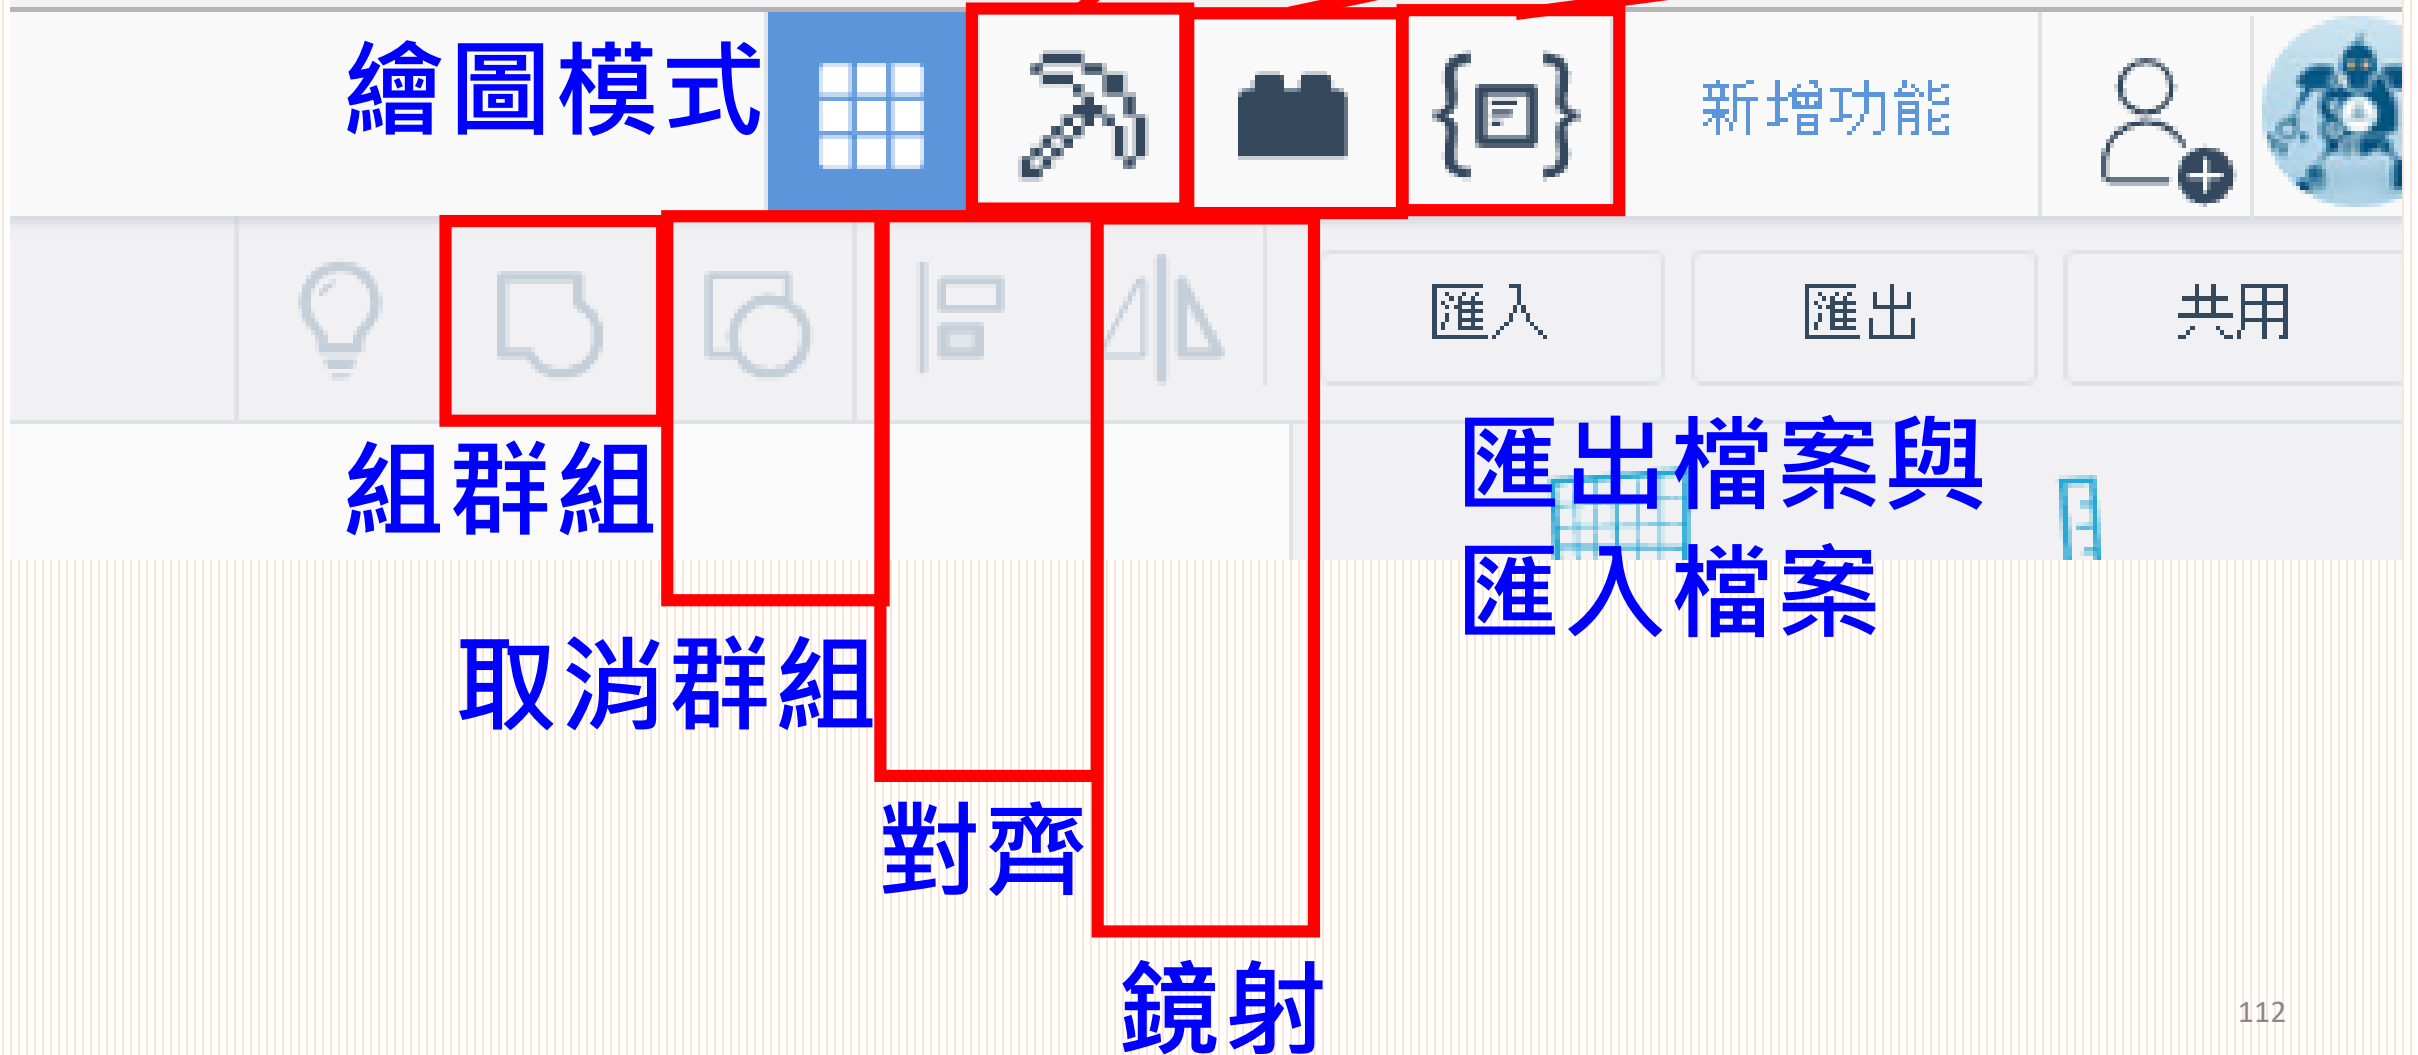 繪圖模式
新增功能
匯入
匯出
共用
組群組
匯出檔案與
匯入檔案
取消群組
對齊
鏡射
112